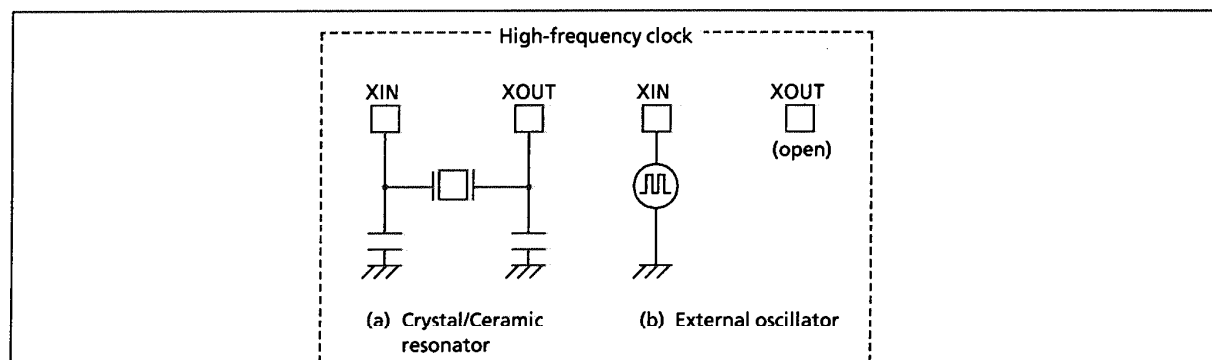 High-frequency clock
XIN XOUT XIN XOUT
(open)
(a) Crystal/Ceramic (b) External oscillator
resonator